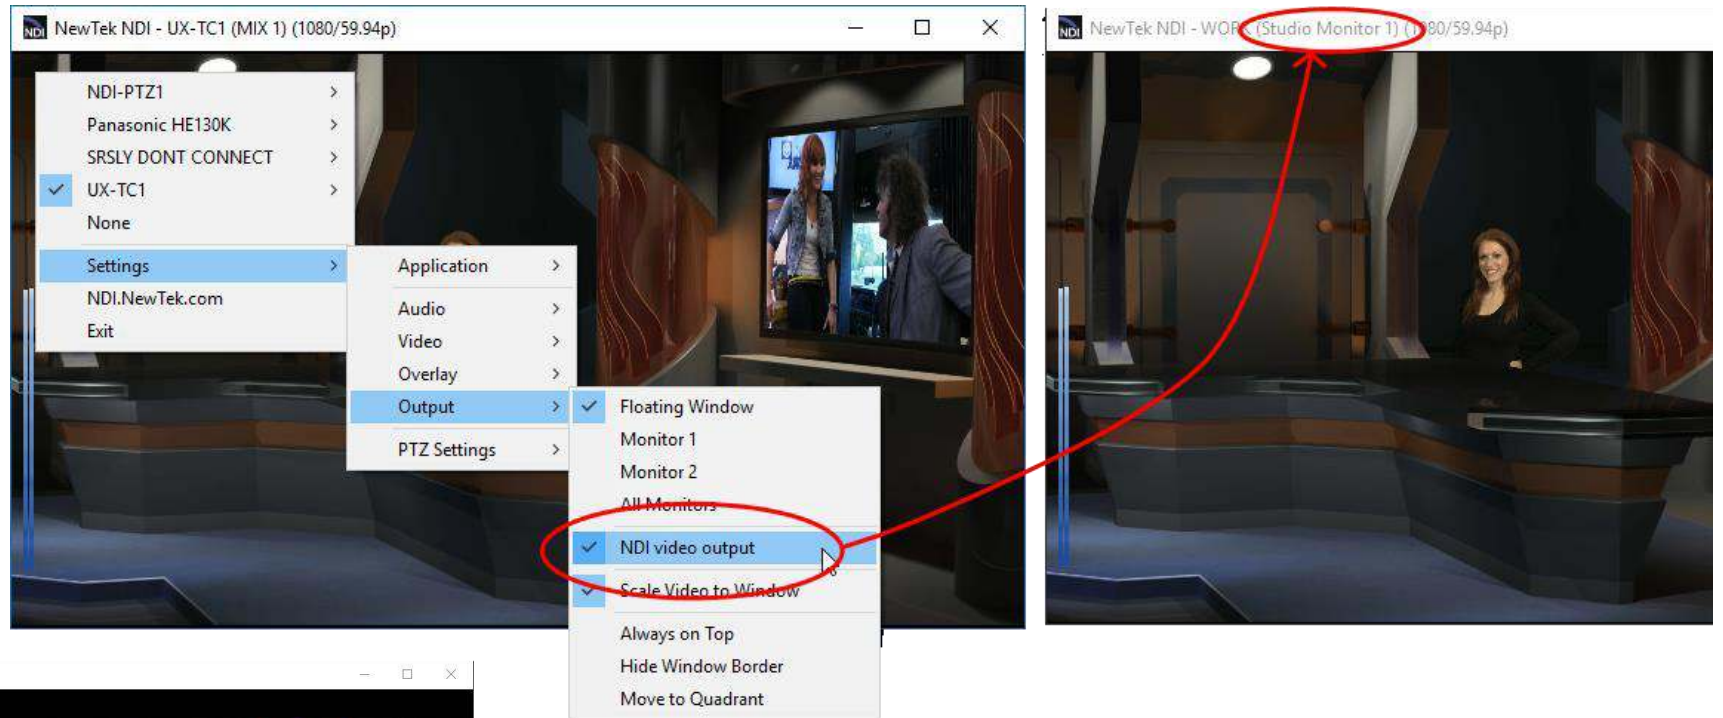 NDI NewTek NDI - UX-TC1 (MIX 1) (1080/59.94p)
NDI-PTZ1
Panasonic HE130K
SRSLY DONT CONNECT
UX-TC1
None
Settings
NDI.NewTek.com
Exit
Application
Audio
Video
Overlay
Output
PTZ Settings
Floating Window
Monitor 1
Monitor 2
All Monitors
NDI video output
Scale Video to Window
Always on Top
Hide Window Border
Move to Quadrant
NDI NewTek NDI - WORK (Studio Monitor 1) (1080/59.94p)